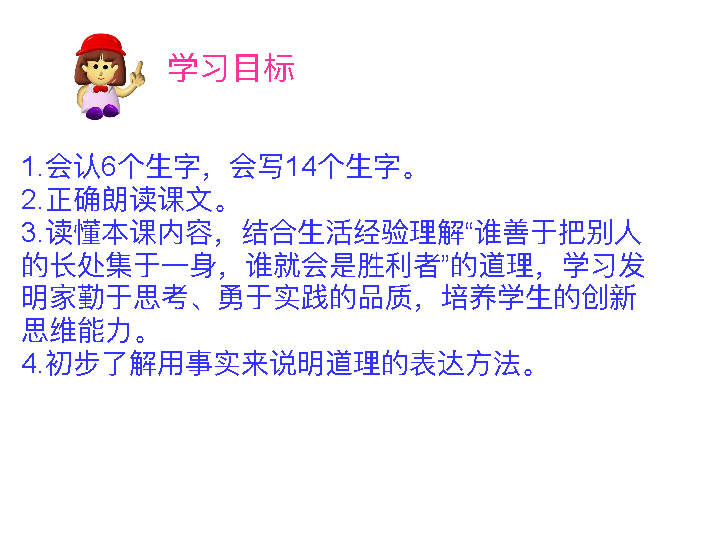 学习目标
1.会认6个生字，会写14个生字。
2.正确朗读课文。
3.读懂本课内容，结合生活经验理解“谁善于把别人
的长处集于一身，谁就会是胜利者”的道理，学习发
明家勤于思考、勇于实践的品质，培养学生的创新
思维能力。
4.初步了解用事实来说明道理的表达方法。